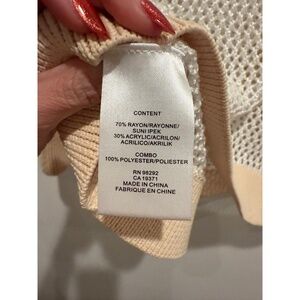 CONTENT
70% RAYON/RAYONNE/
SUNI IPEK
30% ACRYLIC/ACRILON/
ACRILICO/AKRILIK
COMBO
100% POLYESTER/POLIESTER
RN 98292
CA 19371
MADE IN CHINA
FABRIQUE EN CHINE